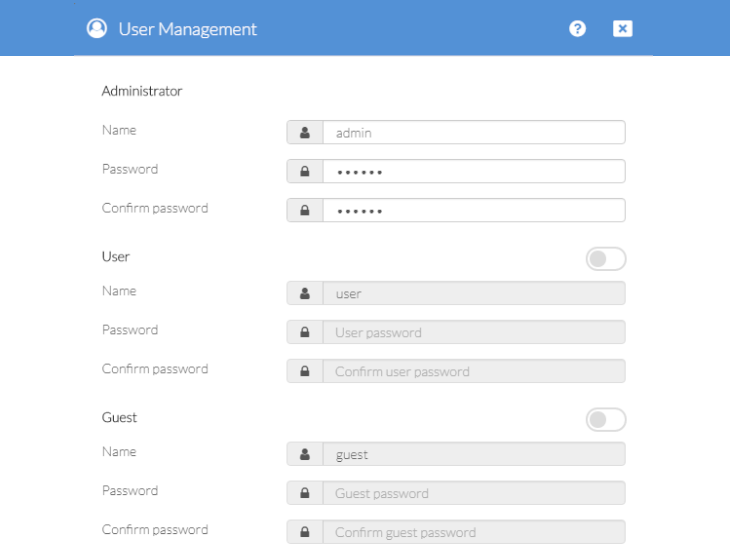 User Management
Administrator
Name admin
Password ••••••
Confirm password ••••••
User
Name user
Password User password
Confirm password Confirm user password
Guest
Name guest
Password Guest password
Confirm password Confirm guest password